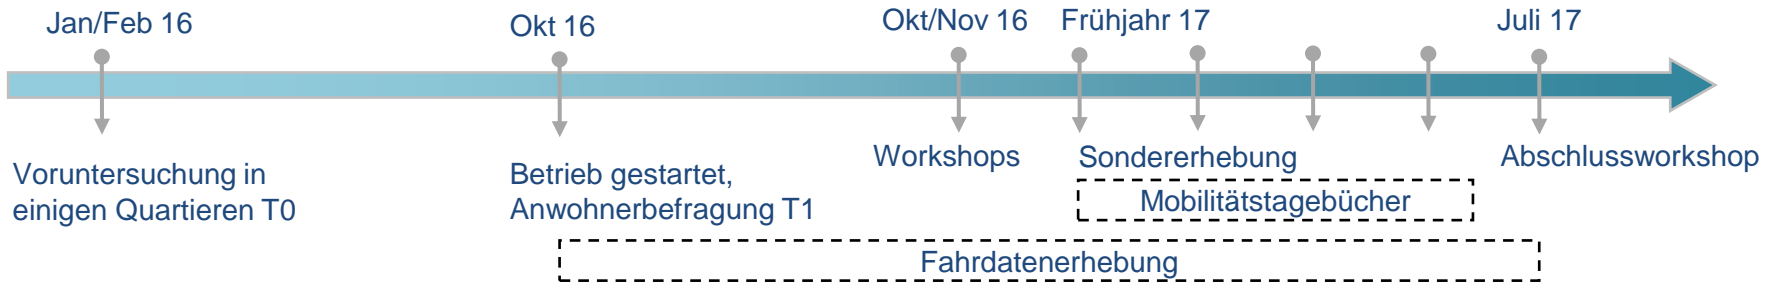 Jan/Feb 16
Okt 16
Okt/Nov 16
Frühjahr 17
Juli 17
Voruntersuchung in
einigen Quartieren T0
Betrieb gestartet,
Anwohnerbefragung T1
Workshops
Sondererhebung
Abschlussworkshop
Mobilitätstagebücher
Fahrdatenerhebung